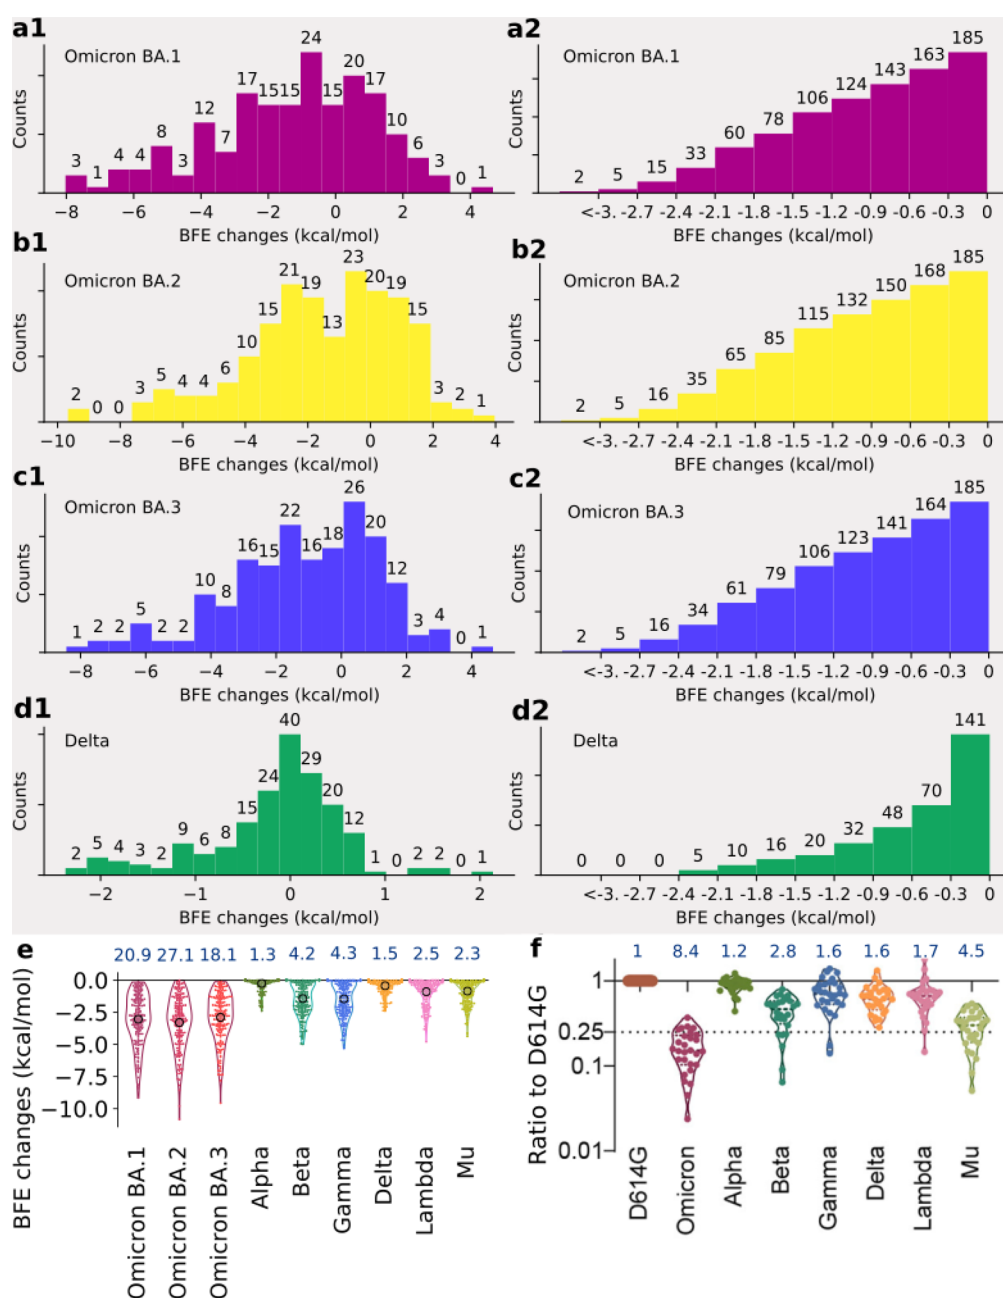 a1
Omicron BA.1
Counts
3 1 4 4 8 3 12 7 17 15 15 24 15 20 17 10 6 3 0 1
−8 −6 −4 −2 0 2 4
BFE changes (kcal/mol)
a2
Omicron BA.1
Counts
2 5 15 33 60 78 106 124 143 163 185
<-3. -2.7 -2.4 -2.1 -1.8 -1.5 -1.2 -0.9 -0.6 -0.3 0
BFE changes (kcal/mol)
b1
Omicron BA.2
Counts
2 0 0 3 5 4 4 6 10 15 21 19 13 23 20 19 15 3 2 1
−10 −8 −6 −4 −2 0 2 4
BFE changes (kcal/mol)
b2
Omicron BA.2
Counts
2 5 16 35 65 85 115 132 150 168 185
<-3. -2.7 -2.4 -2.1 -1.8 -1.5 -1.2 -0.9 -0.6 -0.3 0
BFE changes (kcal/mol)
c1
Omicron BA.3
Counts
1 2 2 5 2 2 10 8 16 15 22 16 18 26 20 12 3 4 0 1
−8 −6 −4 −2 0 2 4
BFE changes (kcal/mol)
c2
Omicron BA.3
Counts
2 5 16 34 61 79 106 123 141 164 185
<-3. -2.7 -2.4 -2.1 -1.8 -1.5 -1.2 -0.9 -0.6 -0.3 0
BFE changes (kcal/mol)
d1
Delta
Counts
2 5 4 3 2 9 6 8 15 24 40 29 20 12 1 0 2 2 0 1
−2 −1 0 1 2
BFE changes (kcal/mol)
d2
Delta
Counts
0 0 0 5 10 16 20 32 48 70 141
<-3. -2.7 -2.4 -2.1 -1.8 -1.5 -1.2 -0.9 -0.6 -0.3 0
BFE changes (kcal/mol)
e
20.9 27.1 18.1 1.3 4.2 4.3 1.5 2.5 2.3
BFE changes (kcal/mol)
0.0
−2.5
−5.0
−7.5
−10.0
Omicron BA.1
Omicron BA.2
Omicron BA.3
Alpha
Beta
Gamma
Delta
Lambda
Mu
f
1 8.4 1.2 2.8 1.6 1.6 1.7 4.5
Ratio to D614G
1
0.25
0.1
0.01
D614G
Omicron
Alpha
Beta
Gamma
Delta
Lambda
Mu